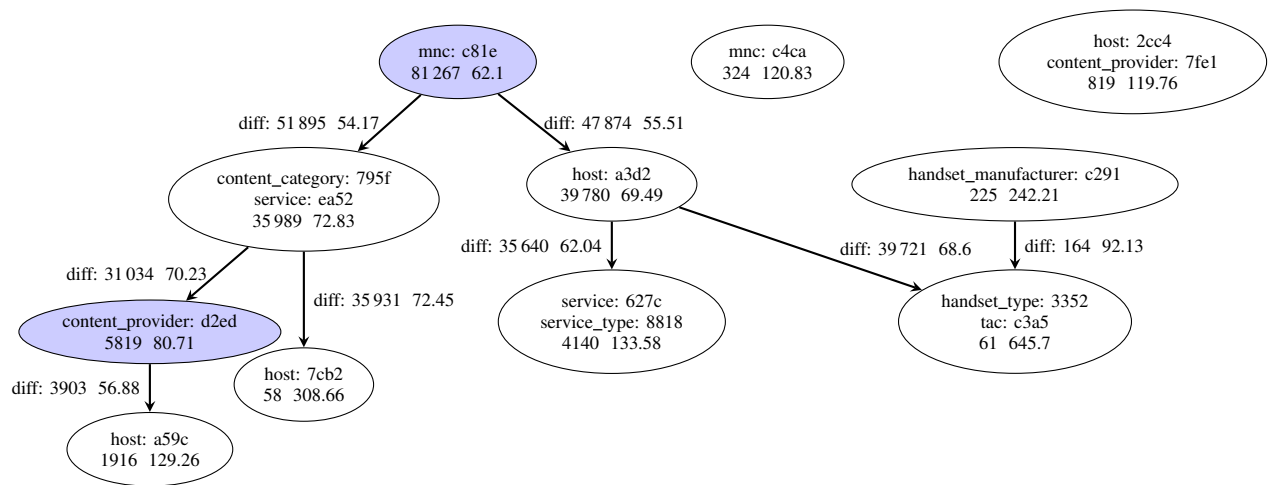 mnc: c81e
81 267 62.1
mnc: c4ca
324 120.83
host: 2cc4
content_provider: 7fe1
819 119.76
diff: 51 895 54.17
diff: 47 874 55.51
content_category: 795f
service: ea52
35 989 72.83
host: a3d2
39 780 69.49
handset_manufacturer: c291
225 242.21
diff: 31 034 70.23
diff: 35 931 72.45
diff: 35 640 62.04
diff: 39 721 68.6
diff: 164 92.13
content_provider: d2ed
5819 80.71
host: 7cb2
58 308.66
service: 627c
service_type: 8818
4140 133.58
handset_type: 3352
tac: c3a5
61 645.7
diff: 3903 56.88
host: a59c
1916 129.26